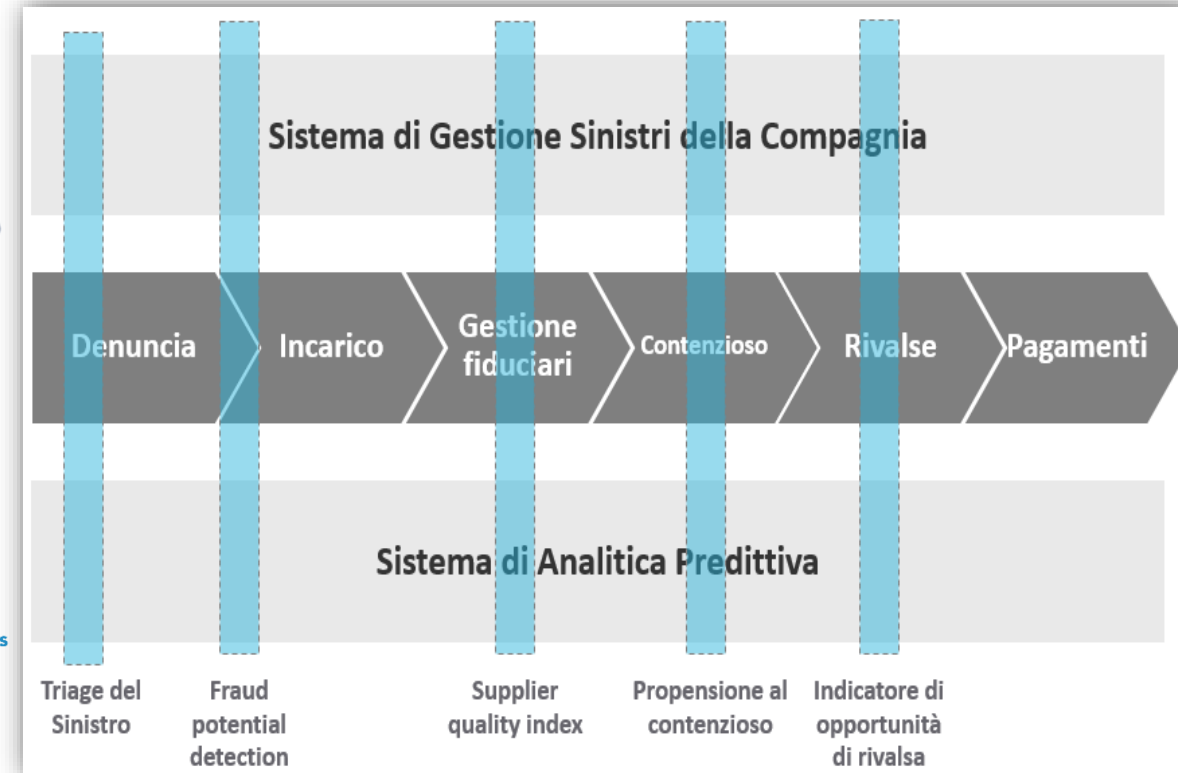 Sistema di Gestione Sinistri della Compagnia
Denuncia
Incarico
Gestione
fiduciari
Contenzioso
Rivalse
Pagamenti
Sistema di Analitica Predittiva
s
Triage del
Sinistro
Fraud
potential
detection
Supplier
quality index
Propensione al
contenzioso
Indicatore di
opportunità
di rivalsa